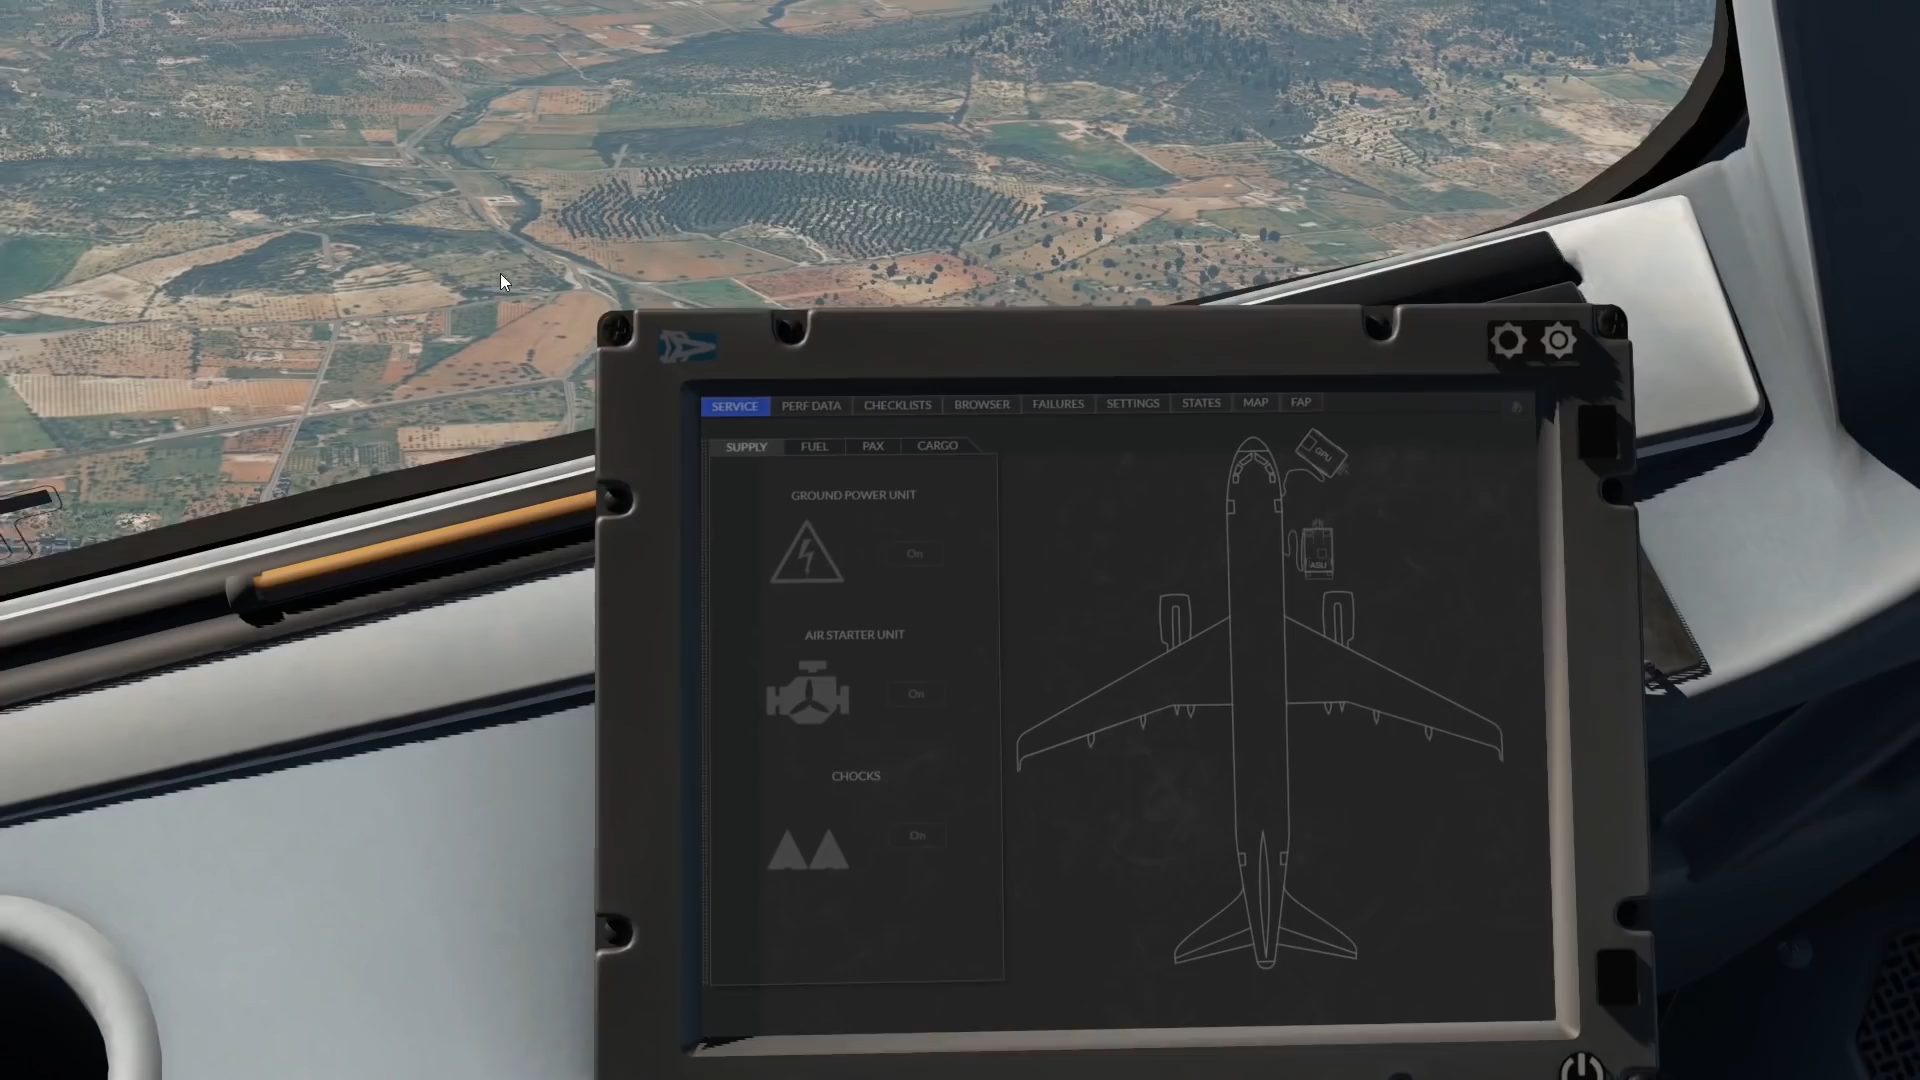 SERVICE PERF DATA CHECKLISTS BROWSER FAILURES SETTINGS STATES MAP FAP
SUPPLY FUEL PAX CARGO
GROUND POWER UNIT
On
AIR STARTER UNIT
On
CHOCKS
On
GPU
ASU